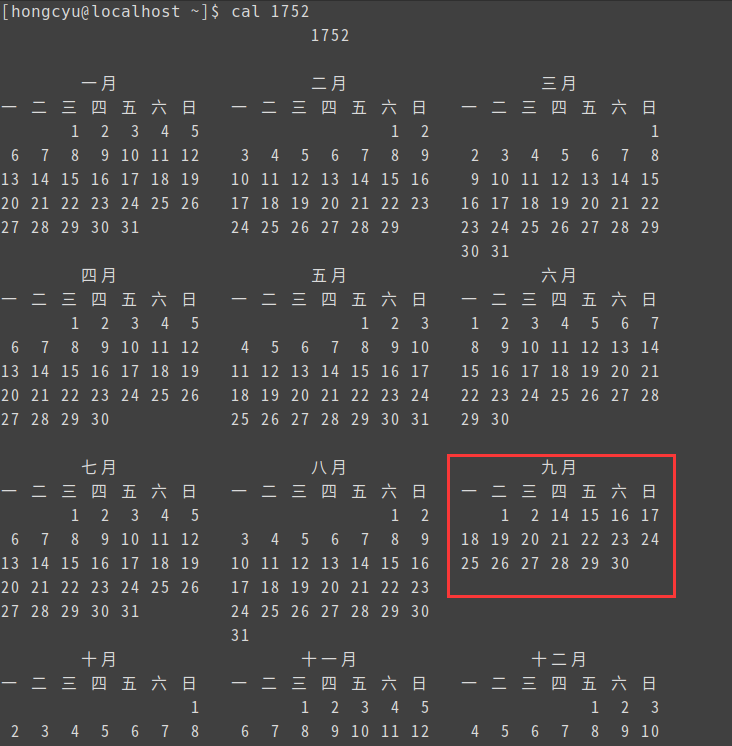 [hongcyu@localhost ~]$ cal 1752
                               1752

        一月                   二月                   三月
一 二 三 四 五 六 日   一 二 三 四 五 六 日   一 二 三 四 五 六 日
       1  2  3  4  5                   1  2                      1
 6  7  8  9 10 11 12    3  4  5  6  7  8  9    2  3  4  5  6  7  8
13 14 15 16 17 18 19   10 11 12 13 14 15 16    9 10 11 12 13 14 15
20 21 22 23 24 25 26   17 18 19 20 21 22 23   16 17 18 19 20 21 22
27 28 29 30 31         24 25 26 27 28 29      23 24 25 26 27 28 29
                                              30 31
        四月                   五月                   六月
一 二 三 四 五 六 日   一 二 三 四 五 六 日   一 二 三 四 五 六 日
       1  2  3  4  5                1  2  3    1  2  3  4  5  6  7
 6  7  8  9 10 11 12    4  5  6  7  8  9 10    8  9 10 11 12 13 14
13 14 15 16 17 18 19   11 12 13 14 15 16 17   15 16 17 18 19 20 21
20 21 22 23 24 25 26   18 19 20 21 22 23 24   22 23 24 25 26 27 28
27 28 29 30            25 26 27 28 29 30 31   29 30

        七月                   八月                   九月
一 二 三 四 五 六 日   一 二 三 四 五 六 日   一 二 三 四 五 六 日
       1  2  3  4  5                   1  2       1  2 14 15 16 17
 6  7  8  9 10 11 12    3  4  5  6  7  8  9   18 19 20 21 22 23 24
13 14 15 16 17 18 19   10 11 12 13 14 15 16   25 26 27 28 29 30
20 21 22 23 24 25 26   17 18 19 20 21 22 23
27 28 29 30 31         24 25 26 27 28 29 30
                       31
        十月                  十一月                 十二月
一 二 三 四 五 六 日   一 二 三 四 五 六 日   一 二 三 四 五 六 日
                   1          1  2  3  4  5                1  2  3
 2  3  4  5  6  7  8    6  7  8  9 10 11 12    4  5  6  7  8  9 10